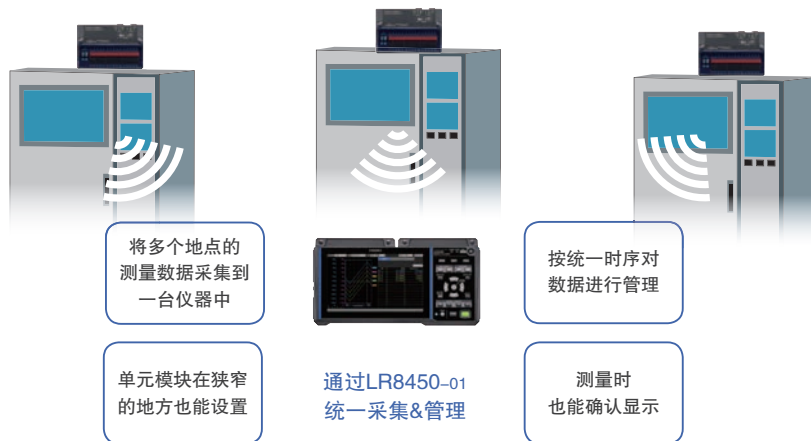 将多个地点的
测量数据采集到
一台仪器中
按统一时序对
数据进行管理
单元模块在狭窄
的地方也能设置
通过LR8450-01
统一采集&管理
测量时
也能确认显示